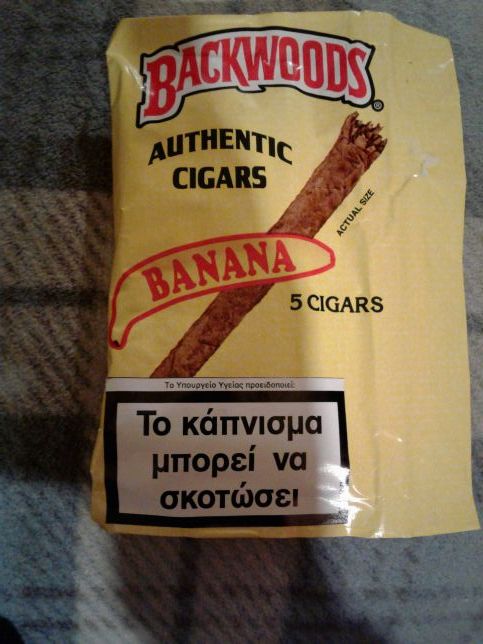 BACKWOODS®
AUTHENTIC
CIGARS
ACTUAL SIZE
BANANA
5 CIGARS
Το Υπουργείο Υγείας προειδοποιεί:
Το κάπνισμα
μπορεί να
σκοτώσει